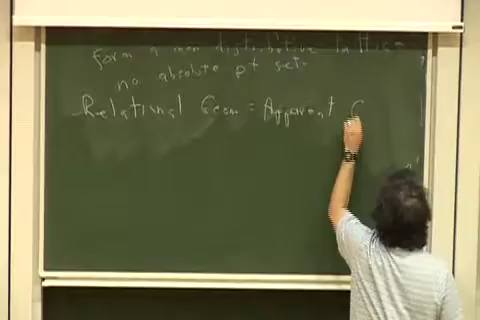 form a non distributive lattice
no absolute pt set
Relational Geom = Apparent G